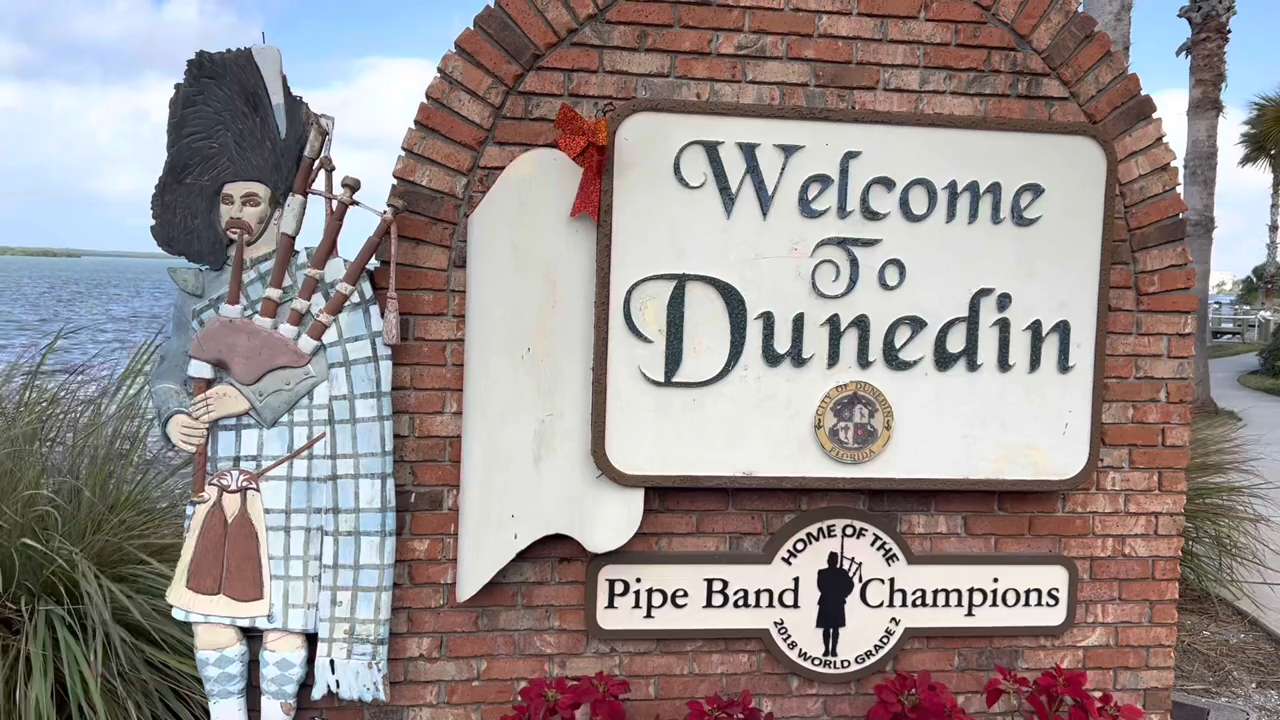 Welcome
To
Dunedin
CITY OF DUNEDIN
FLORIDA
HOME OF THE
Pipe Band Champions
2018 WORLD GRADE 2